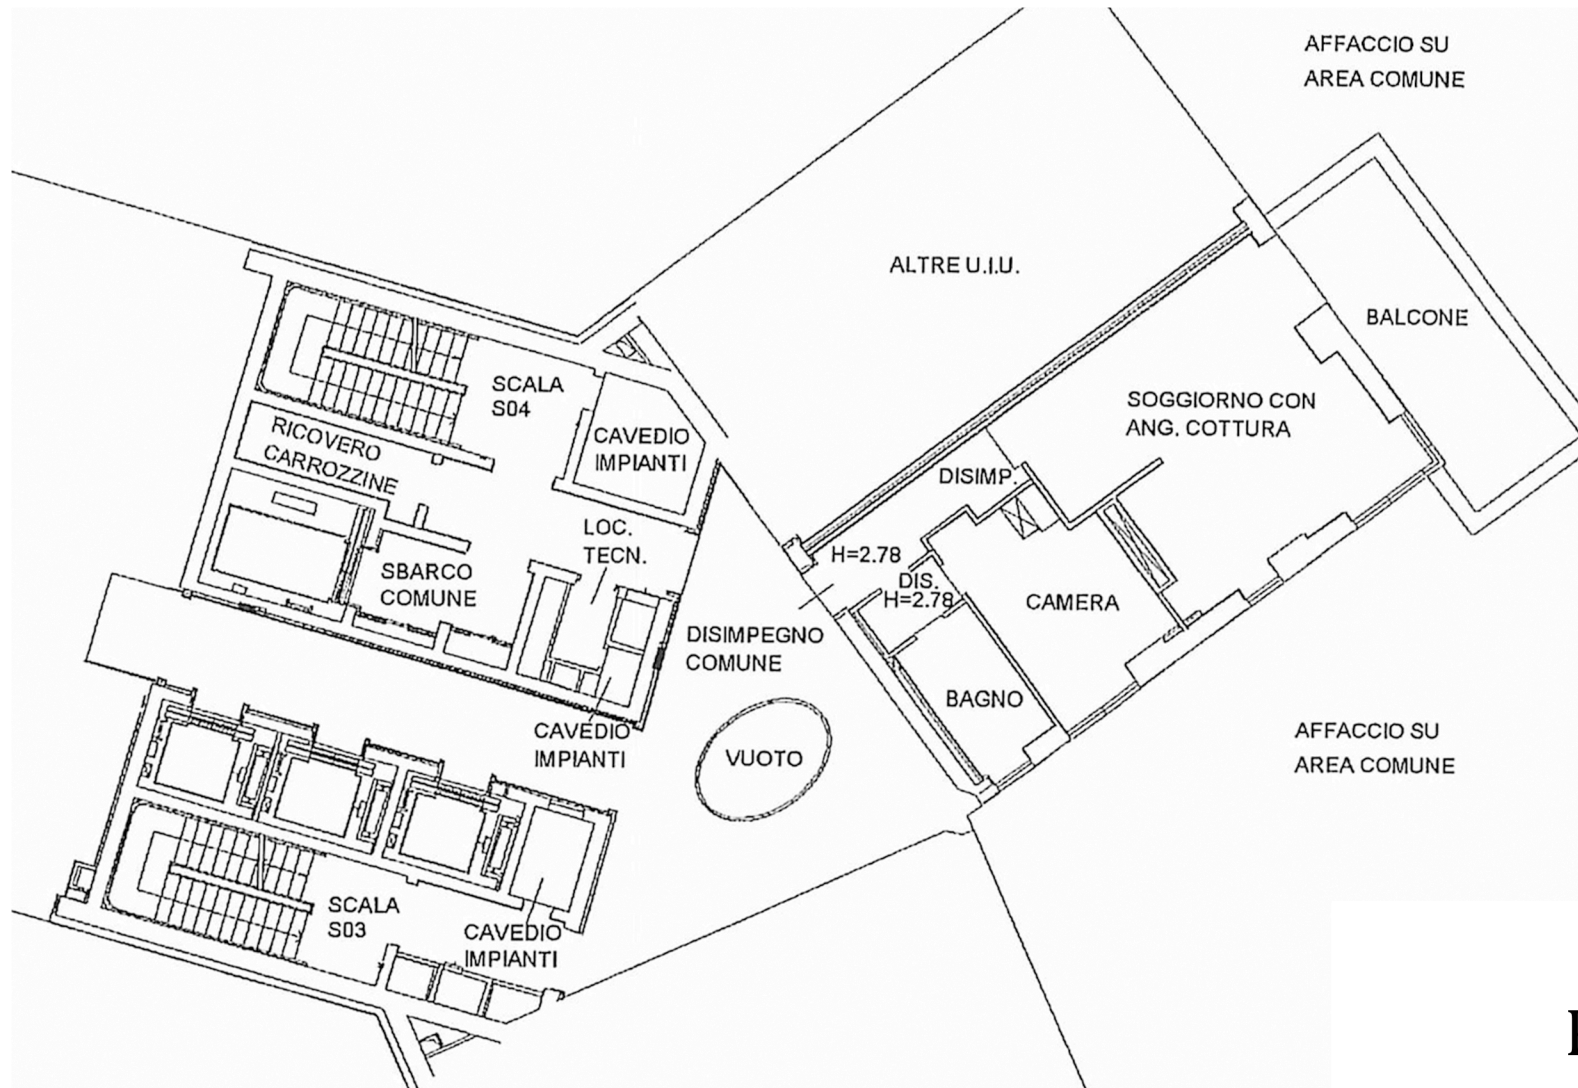 AFFACCIO SU
AREA COMUNE
ALTRE U.I.U.
BALCONE
SCALA
S04
SOGGIORNO CON
ANG. COTTURA
RICOVERO
CARROZZINE
CAVEDIO
IMPIANTI
DISIMP.
LOC.
TECN.
H=2.78
SBARCO
COMUNE
DIS.
H=2.78
CAMERA
DISIMPEGNO
COMUNE
BAGNO
CAVEDIO
IMPIANTI
VUOTO
AFFACCIO SU
AREA COMUNE
SCALA
S03
CAVEDIO
IMPIANTI